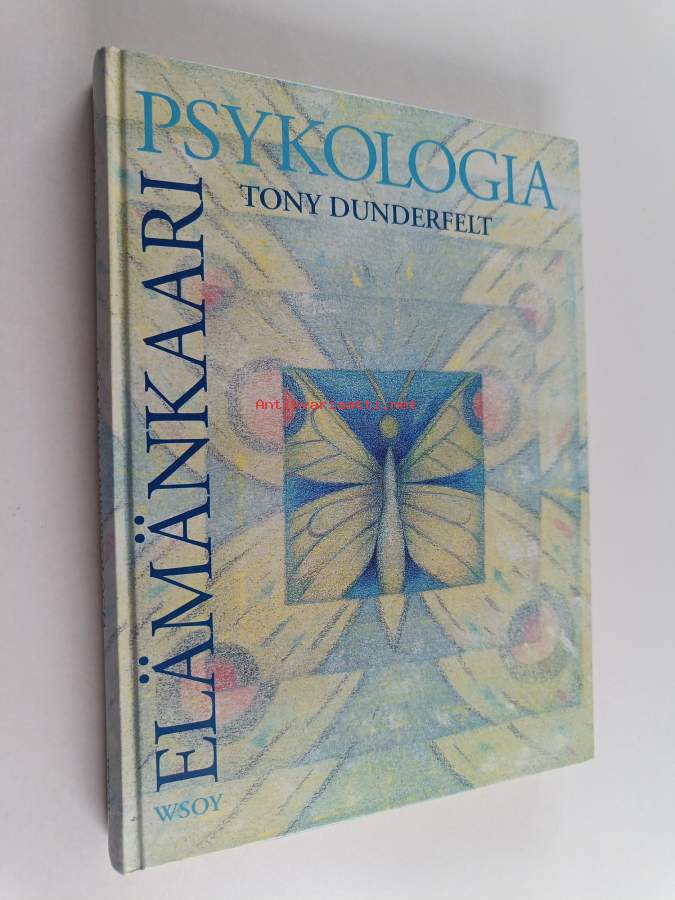 ELÄMÄNKAARI
PSYKOLOGIA
TONY DUNDERFELT
Antikvariaatti.net
WSOY